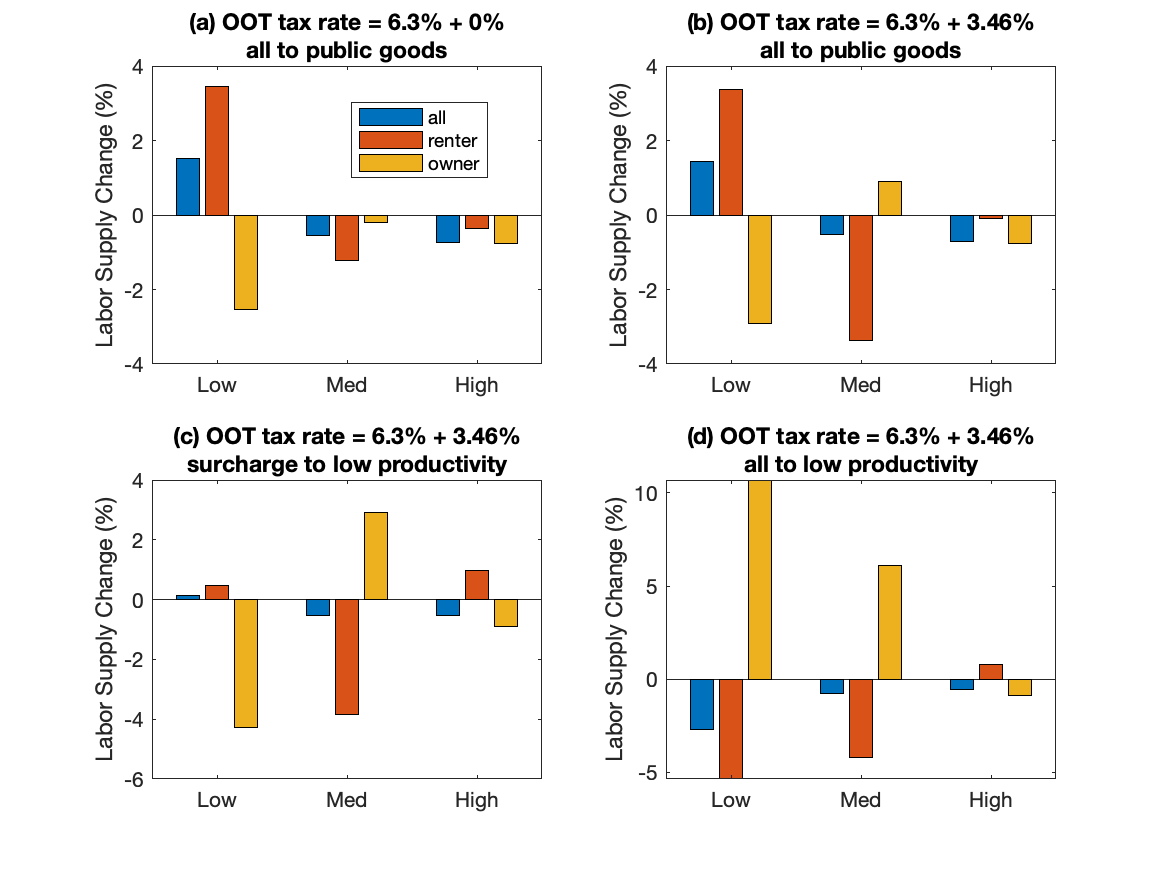 (a) OOT tax rate = 6.3% + 0%
all to public goods
Labor Supply Change (%)
4
2
0
-2
-4
all
renter
owner
Low Med High
(b) OOT tax rate = 6.3% + 3.46%
all to public goods
Labor Supply Change (%)
4
2
0
-2
-4
Low Med High
(c) OOT tax rate = 6.3% + 3.46%
surcharge to low productivity
Labor Supply Change (%)
4
2
0
-2
-4
-6
Low Med High
(d) OOT tax rate = 6.3% + 3.46%
all to low productivity
Labor Supply Change (%)
10
5
0
-5
Low Med High